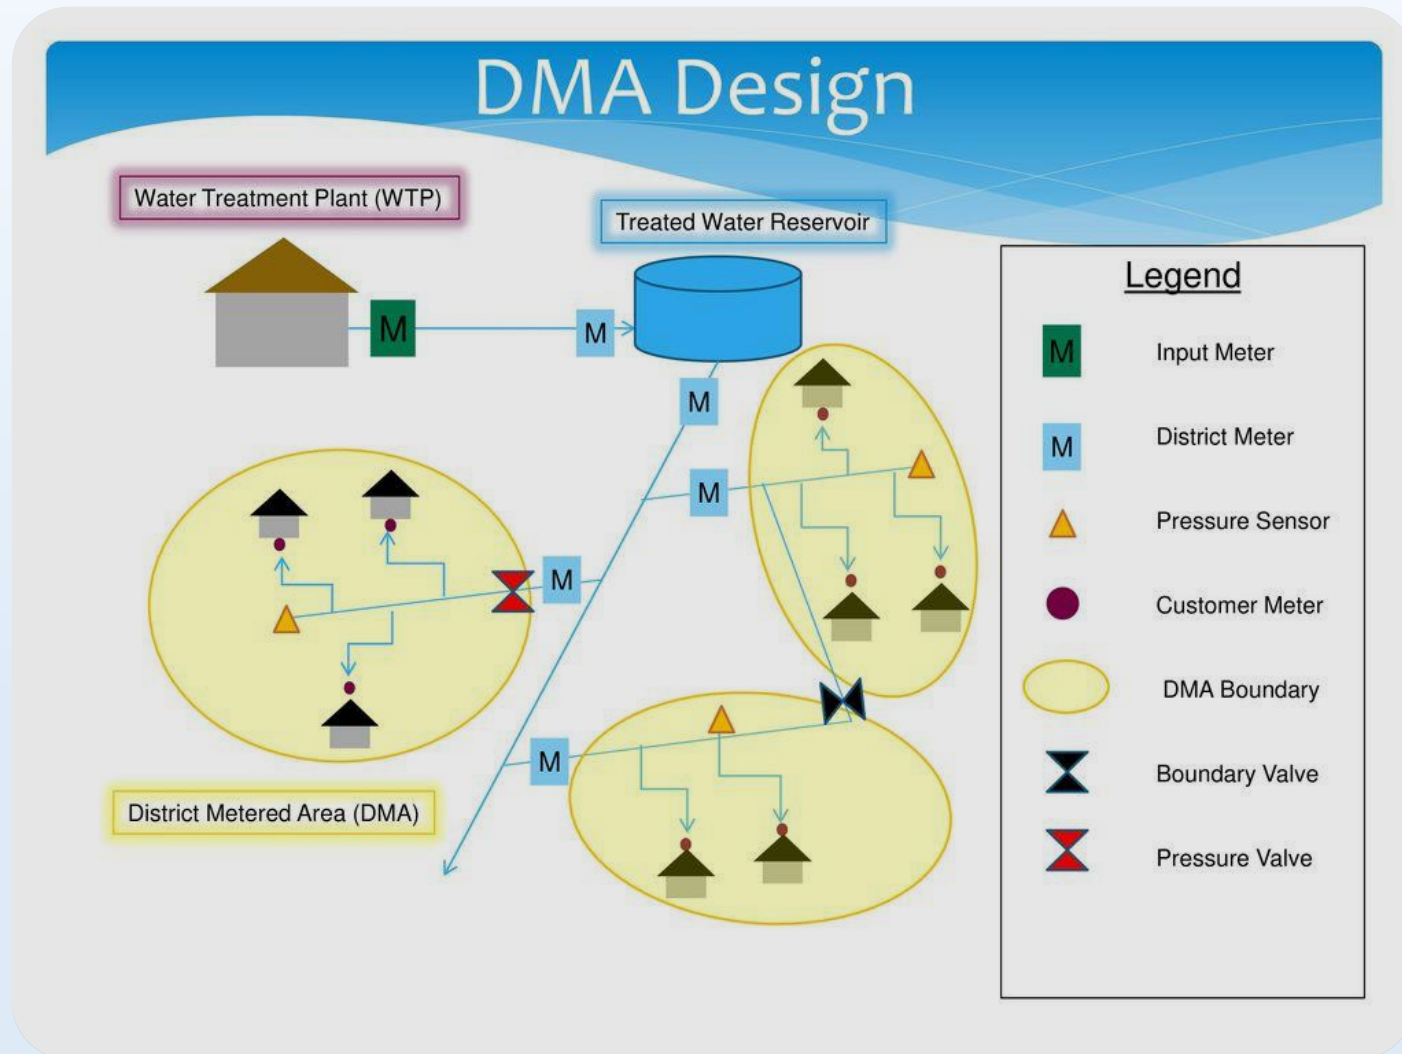 DMA Design
Water Treatment Plant (WTP)
Treated Water Reservoir
M
M
M
M
M
M
District Metered Area (DMA)
Legend
M Input Meter
M District Meter
Pressure Sensor
Customer Meter
DMA Boundary
Boundary Valve
Pressure Valve